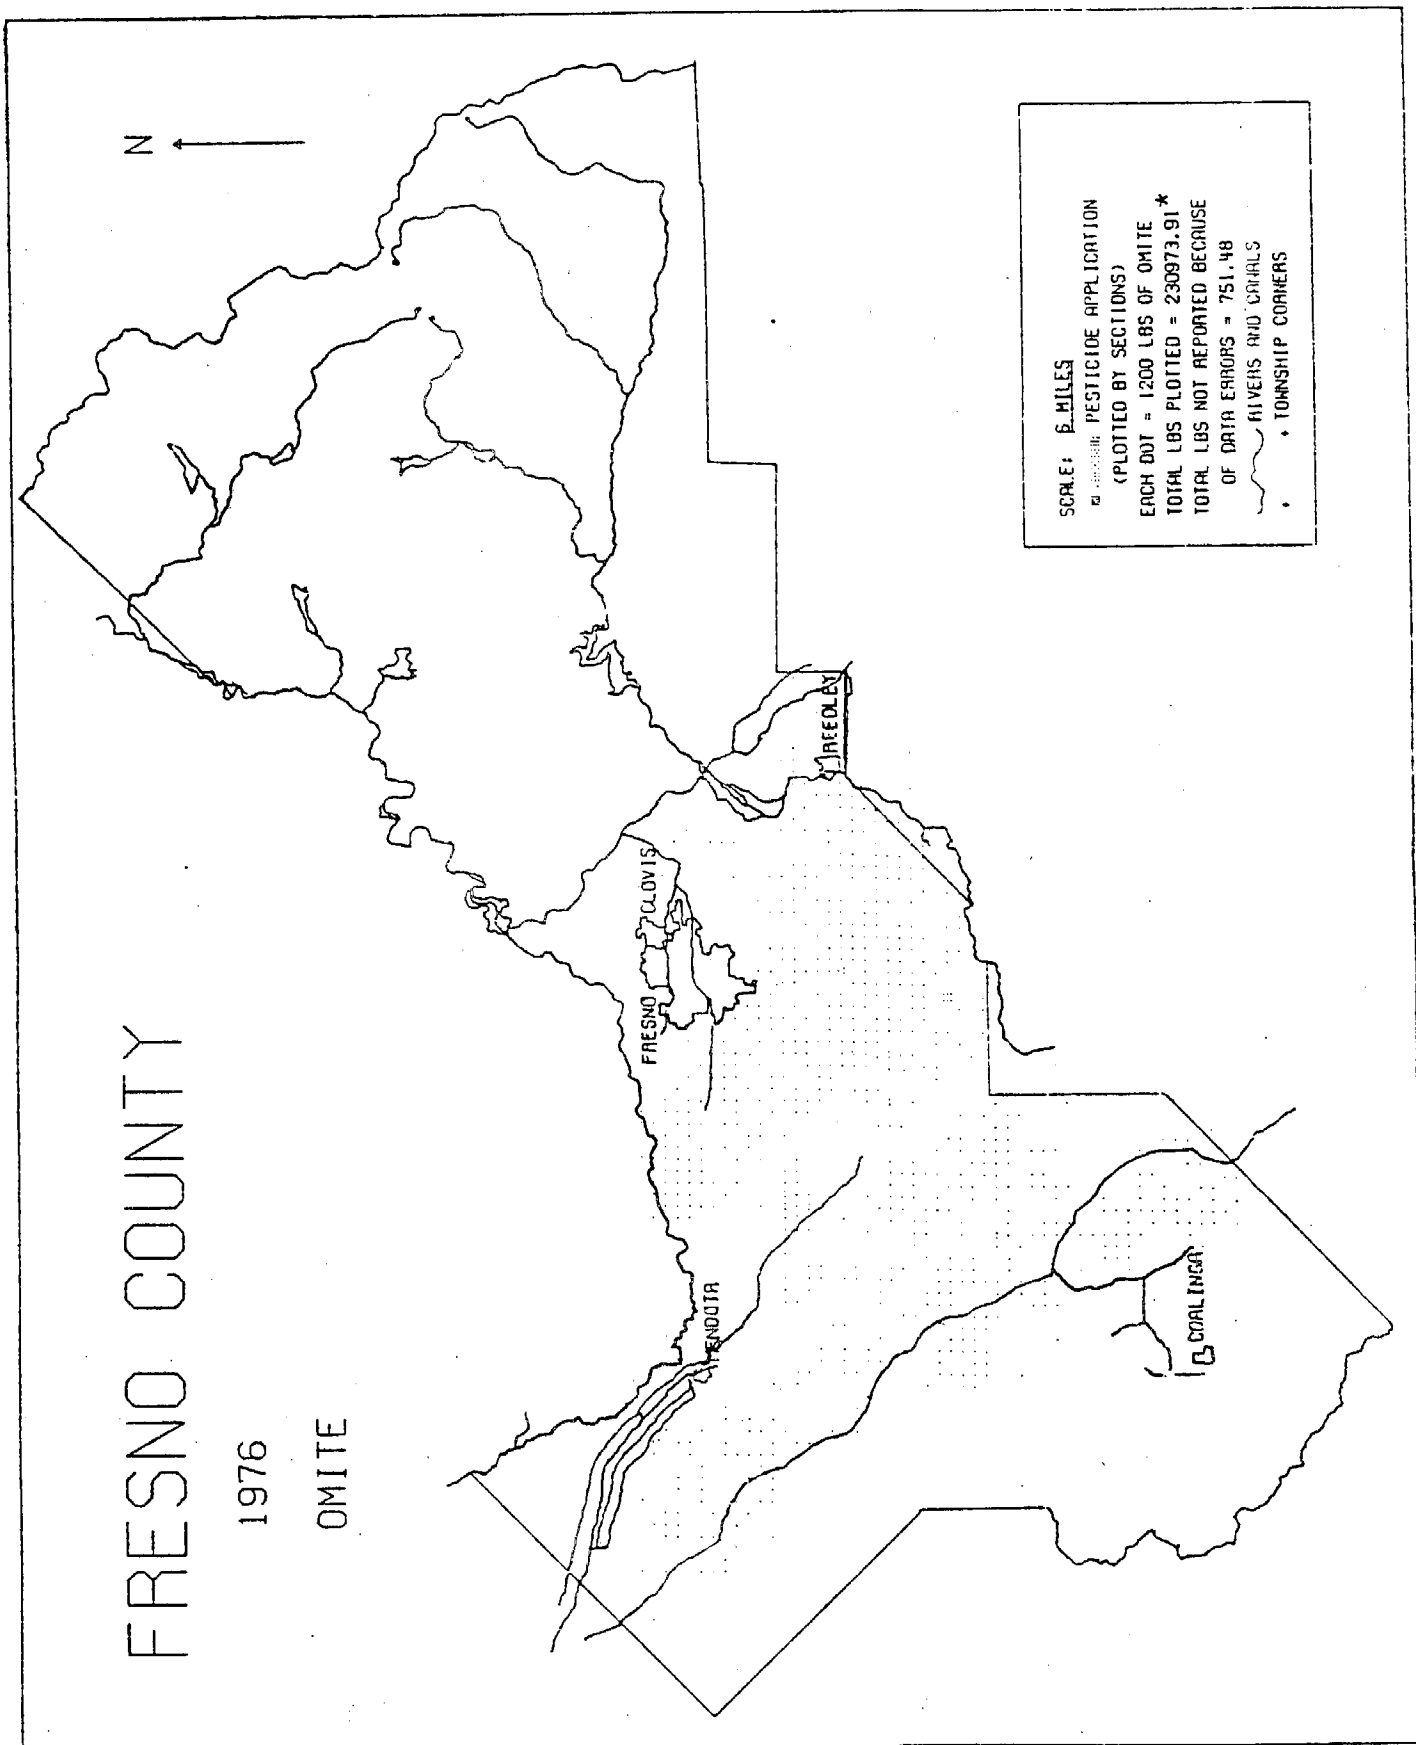 FRESNO COUNTY
1976
OMITE
N
FRESNO
CLOVIS
REEDLEY
MENDOTA
COALINGA
SCALE: 6 MILES
PESTICIDE APPLICATION
(PLOTTED BY SECTIONS)
EACH DOT = 1200 LBS OF OMITE
TOTAL LBS PLOTTED = 230973.91*
TOTAL LBS NOT REPORTED BECAUSE
OF DATA ERRORS = 751.48
RIVERS AND CANALS
TOWNSHIP CORNERS